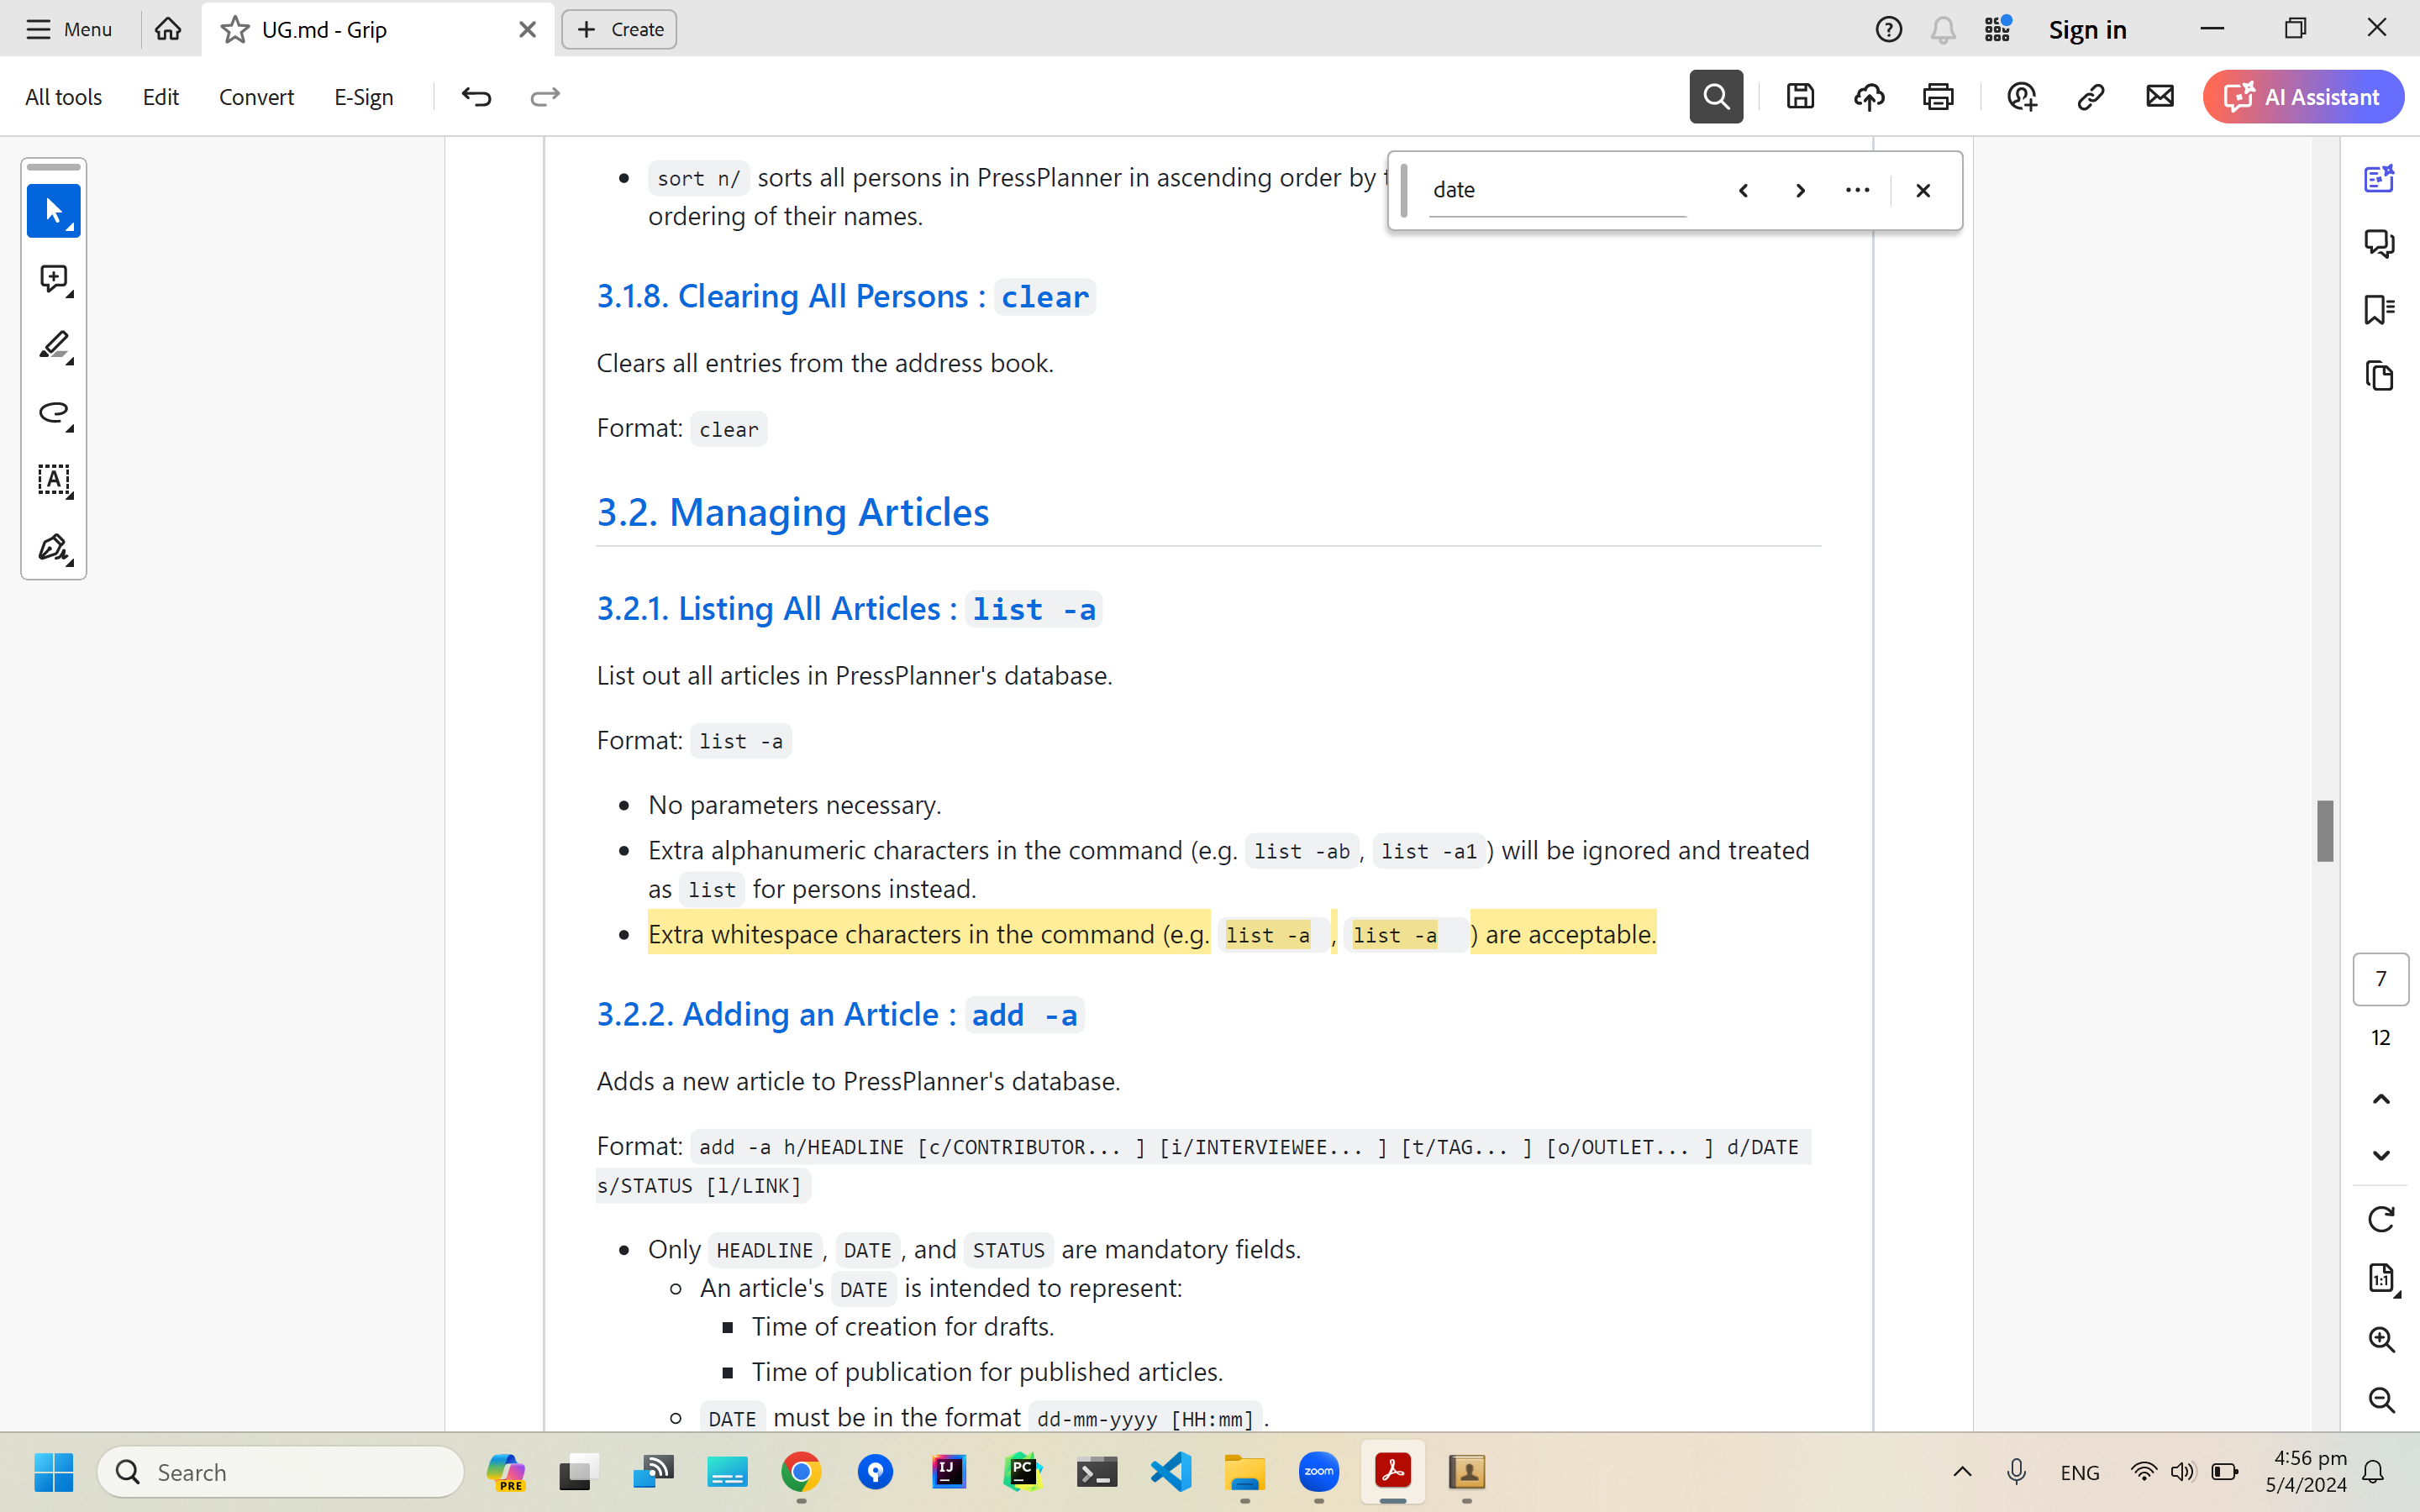 Menu
UG.md - Grip
Create
Sign in
All tools
Edit
Convert
E-Sign
AI Assistant
date
sort n/ sorts all persons in PressPlanner in ascending order by
ordering of their names.
3.1.8. Clearing All Persons : clear
Clears all entries from the address book.
Format: clear
3.2. Managing Articles
3.2.1. Listing All Articles : list -a
List out all articles in PressPlanner's database.
Format: list -a
No parameters necessary.
Extra alphanumeric characters in the command (e.g. list -ab, list -a1) will be ignored and treated
as list for persons instead.
Extra whitespace characters in the command (e.g. list -a , list -a ) are acceptable.
3.2.2. Adding an Article : add -a
Adds a new article to PressPlanner's database.
Format: add -a h/HEADLINE [c/CONTRIBUTOR... ] [i/INTERVIEWEE... ] [t/TAG... ] [o/OUTLET... ] d/DATE
s/STATUS [l/LINK]
Only HEADLINE, DATE, and STATUS are mandatory fields.
An article's DATE is intended to represent:
Time of creation for drafts.
Time of publication for published articles.
DATE must be in the format dd-mm-yyyy [HH:mm].
7
12
1:1
Search
PRE
IJ
PC
zoom
ENG
4:56 pm
5/4/2024